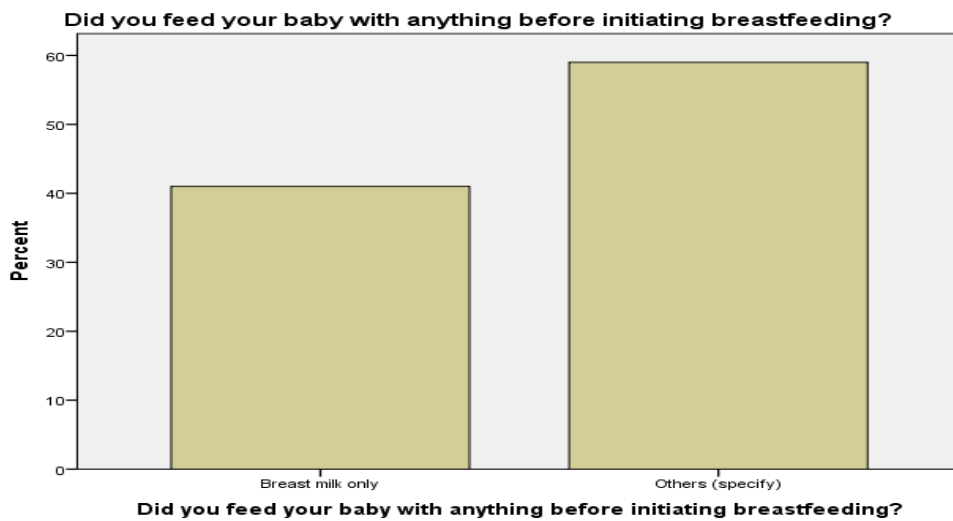 Did you feed your baby with anything before initiating breastfeeding?
Percent
60
50
40
30
20
10
0
Breast milk only
Others (specify)
Did you feed your baby with anything before initiating breastfeeding?